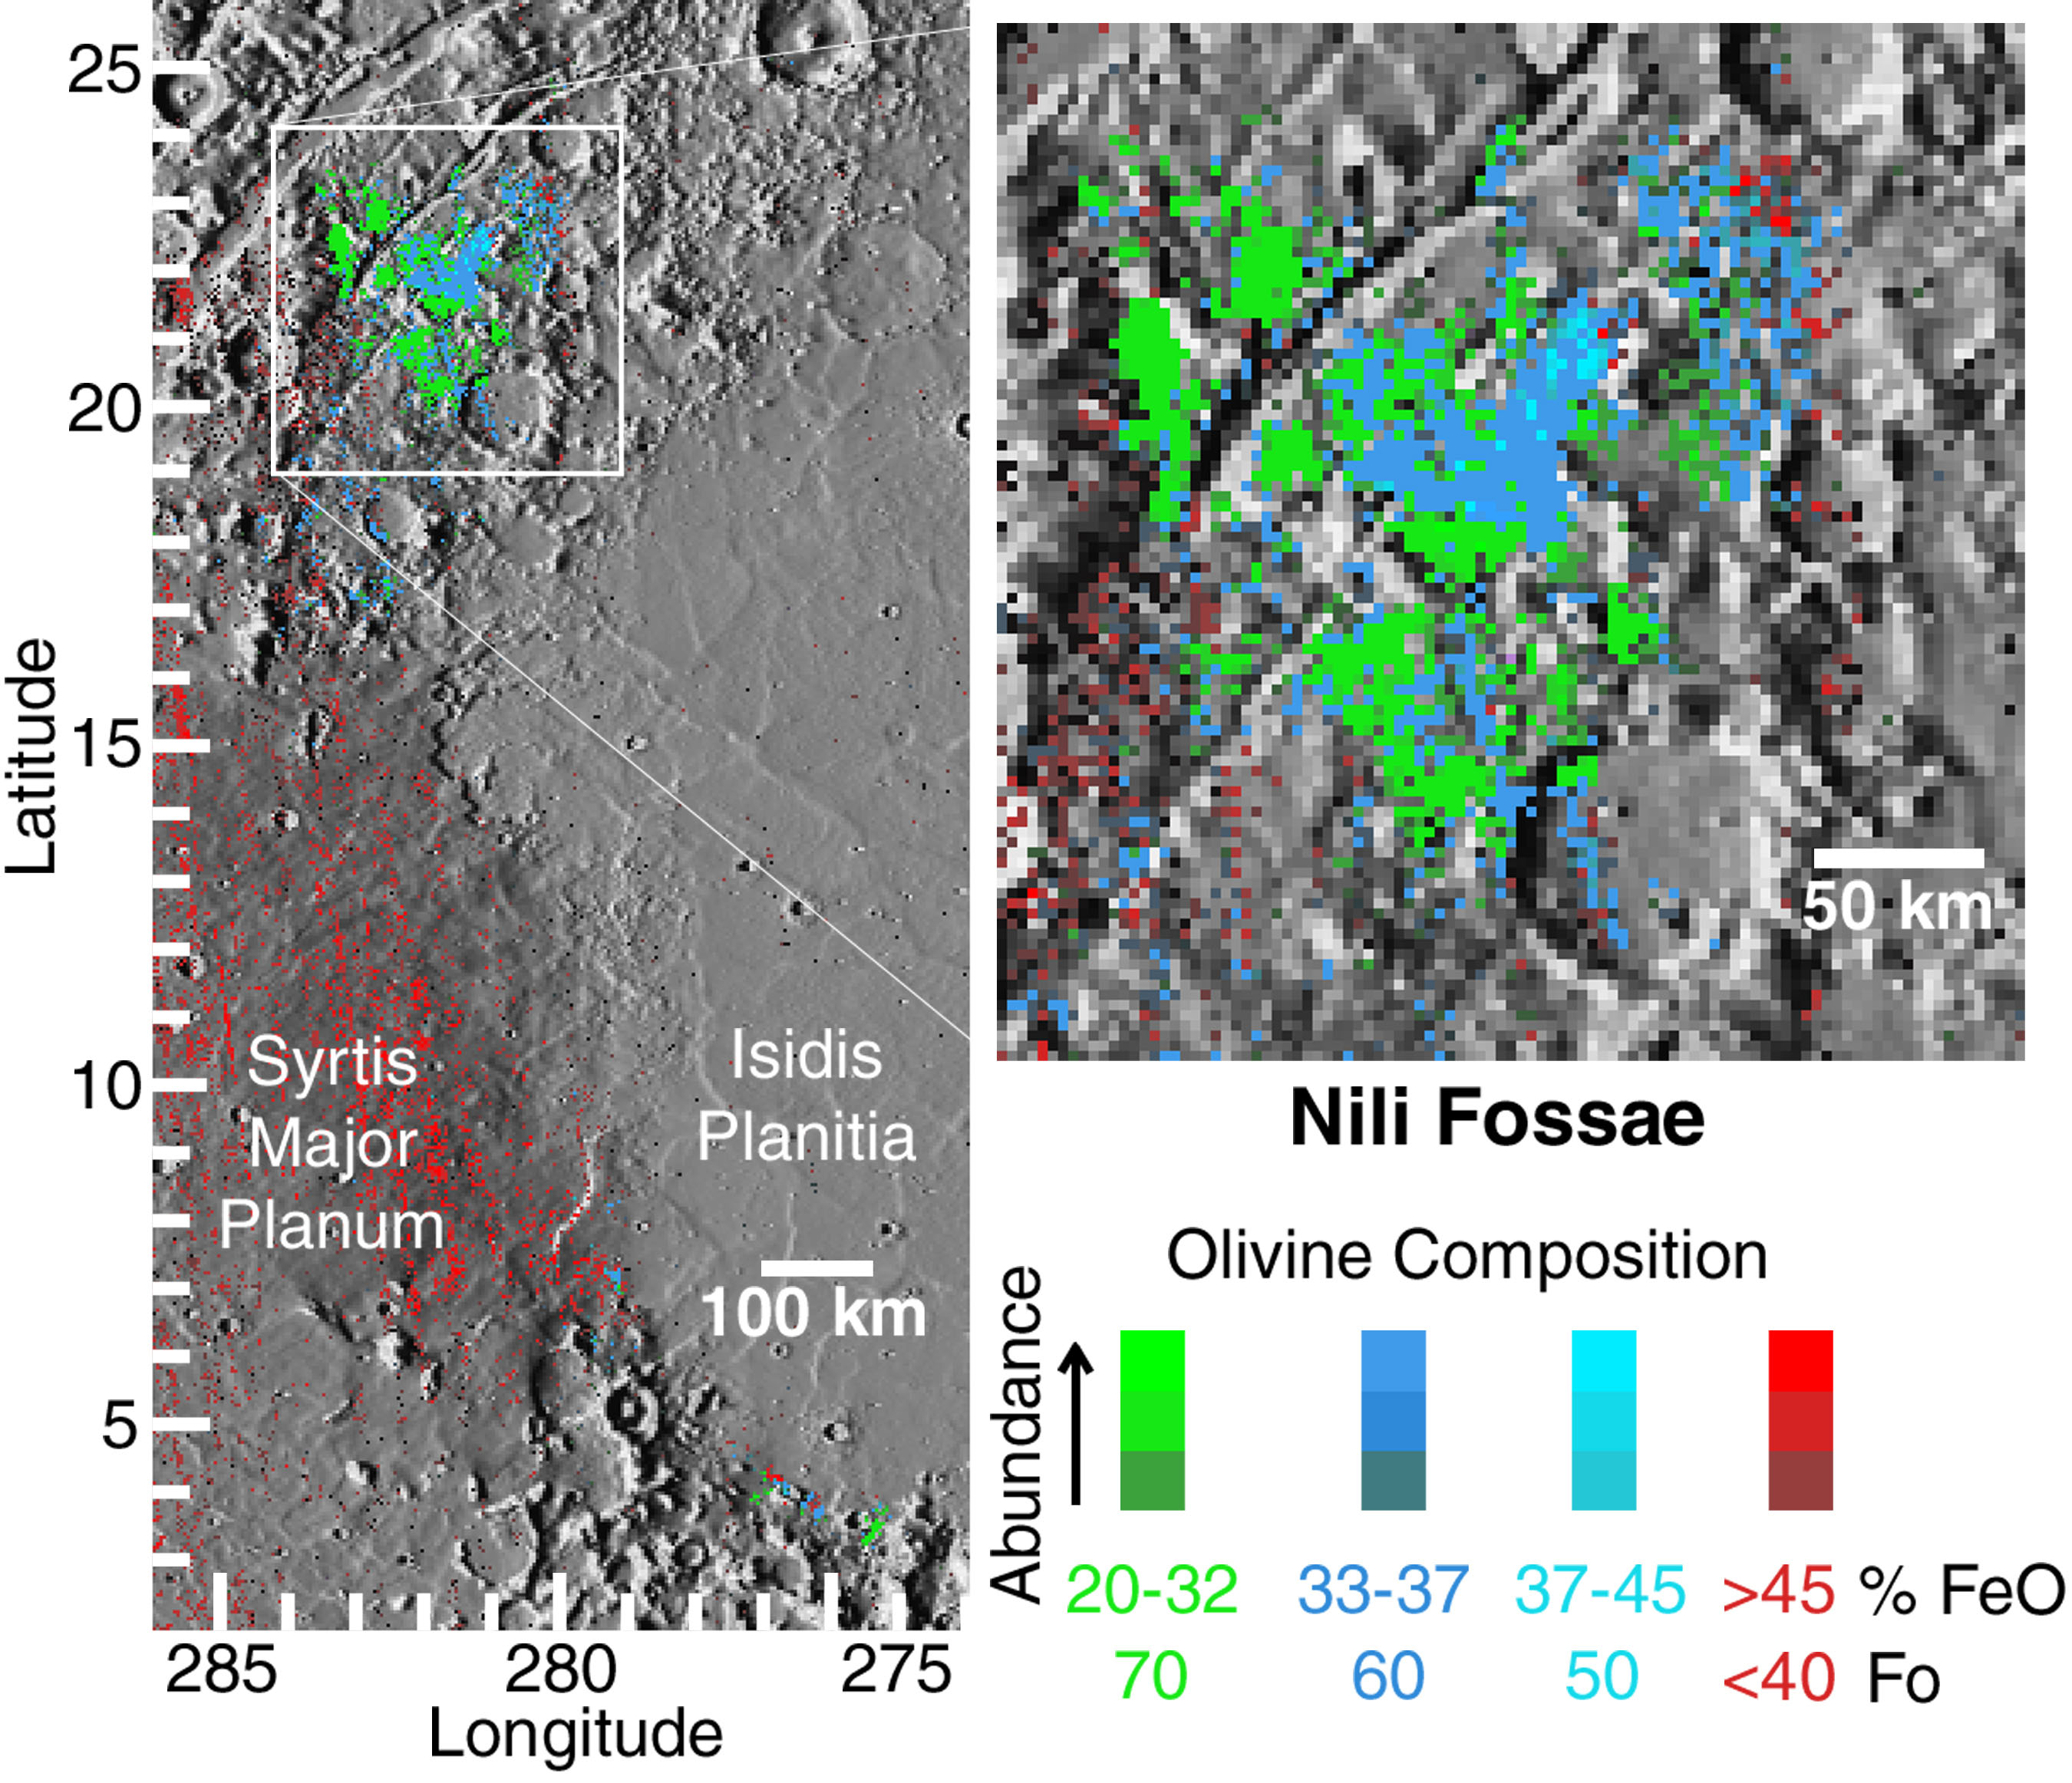 25
20
15
10
5
Latitude
Syrtis
Major
Planum
Isidis
Planitia
100 km
285 280 275
Longitude
50 km
Nili Fossae
Olivine Composition
Abundance
20-32 33-37 37-45 >45 % FeO
70 60 50 <40 Fo